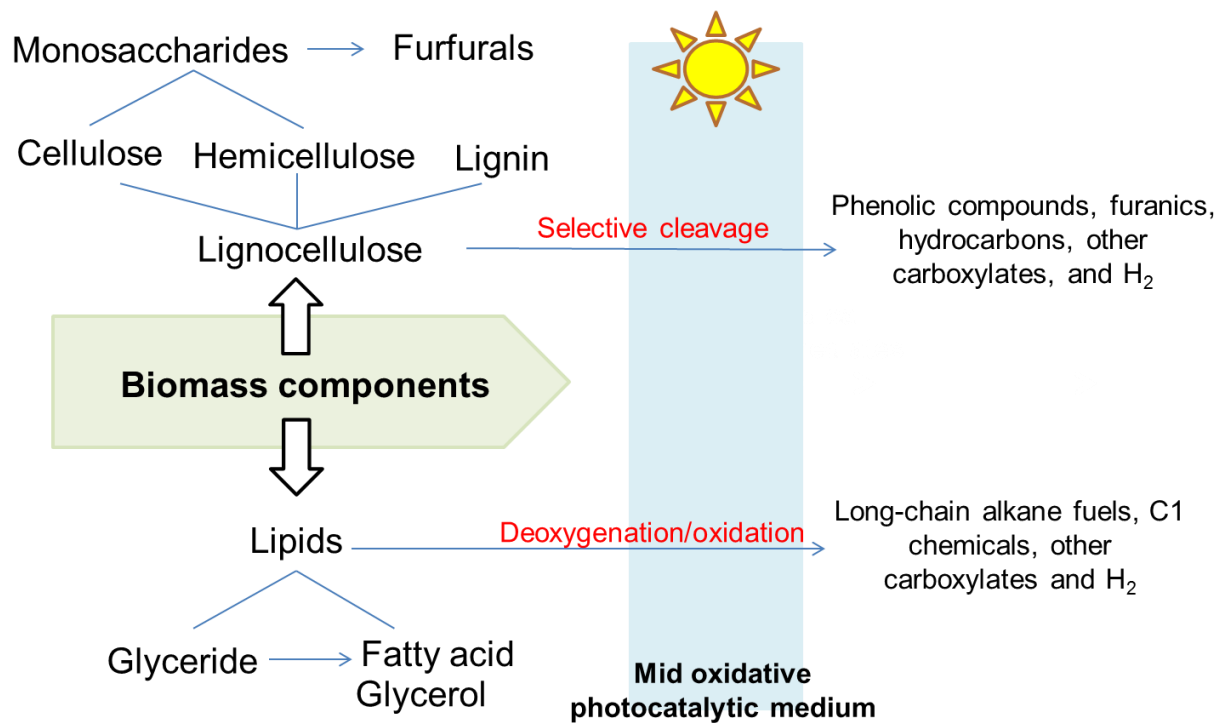 Monosaccharides
Furfurals
Cellulose
Hemicellulose
Lignin
Lignocellulose
Selective cleavage
Phenolic compounds, furanics,
hydrocarbons, other
carboxylates, and H₂
Biomass components
Lipids
Deoxygenation/oxidation
Long-chain alkane fuels, C1
chemicals, other
carboxylates and H₂
Glyceride
Fatty acid
Glycerol
Mid oxidative
photocatalytic medium